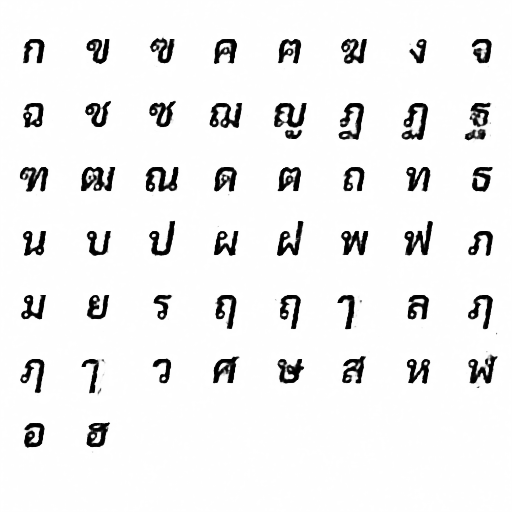 ก ข ฃ ค ฅ ฆ ง จ
ฉ ช ซ ฌ ญ ฎ ฏ ฐ
ฑ ฒ ณ ด ต ถ ท ธ
น บ ป ผ ฝ พ ฟ ภ
ม ย ร ฤ ฤ ๅ ล ฦ
ฦ ๅ ว ศ ษ ส ห ฬ
อ ฮ